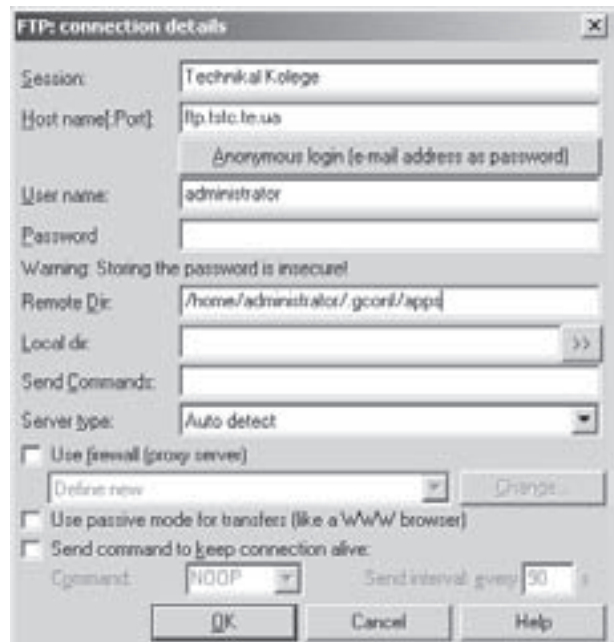 FTP: connection details
Session: Technikal Kolege
Host name[:Port]: ftp.tstc.te.ua
Anonymous login (e-mail address as password)
User name: administrator
Password
Warning: Storing the password is insecure!
Remote Dir: /home/administrator/.gconf/apps
Local dir: >>
Send Commands:
Server type: Auto detect
Use firewall (proxy server)
Define new Change...
Use passive mode for transfers (like a WWW browser)
Send command to keep connection alive:
Command: NOOP Send interval: every 90 s
OK Cancel Help